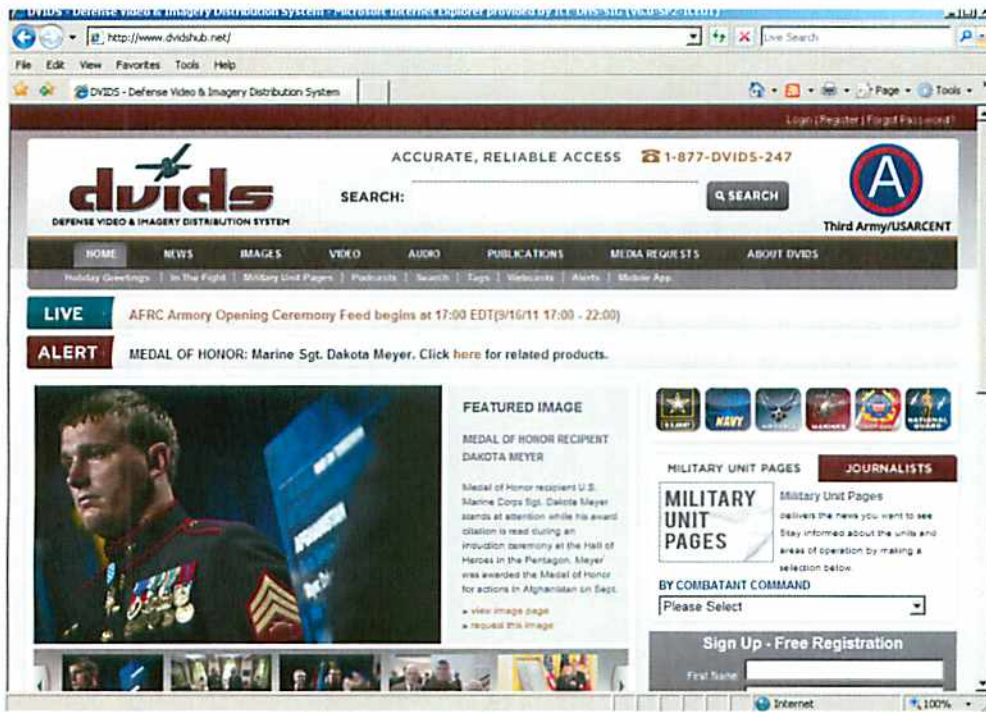 DVIDS - Defense Video & Imagery Distribution System - Microsoft Internet Explorer provided by
http://www.dvidshub.net/
Live Search
File Edit View Favorites Tools Help
DVIDS - Defense Video & Imagery Distribution System
Page Tools
Login | Register | Forgot Password?
ACCURATE, RELIABLE ACCESS 1-877-DVIDS-247
dvids
DEFENSE VIDEO & IMAGERY DISTRIBUTION SYSTEM
SEARCH:
SEARCH
A
Third Army/USARCENT
HOME NEWS IMAGES VIDEO AUDIO PUBLICATIONS MEDIA REQUESTS ABOUT DVIDS
Holiday Greetings | In The Fight | Military Unit Pages | Podcasts | Search | Tags | Webcasts | Alerts | Mobile App
LIVE
AFRC Armory Opening Ceremony Feed begins at 17:00 EDT(9/16/11 17:00 - 22:00)
ALERT
MEDAL OF HONOR: Marine Sgt. Dakota Meyer. Click here for related products.
FEATURED IMAGE
MEDAL OF HONOR RECIPIENT
DAKOTA MEYER
Medal of Honor recipient U.S.
Marine Corps Sgt. Dakota Meyer
stands at attention while his award
citation is read during an
induction ceremony at the Hall of
Heroes in the Pentagon. Meyer
was awarded the Medal of Honor
for actions in Afghanistan on Sept.
» view image page
» request this image
NAVY
MARINES
NATIONAL
GUARD
MILITARY UNIT PAGES
JOURNALISTS
MILITARY
UNIT
PAGES
Military Unit Pages
delivers the news you want to see
Stay informed about the units and
areas of operation by making a
selection below.
BY COMBATANT COMMAND
Please Select
Sign Up - Free Registration
First Name
Internet
100%